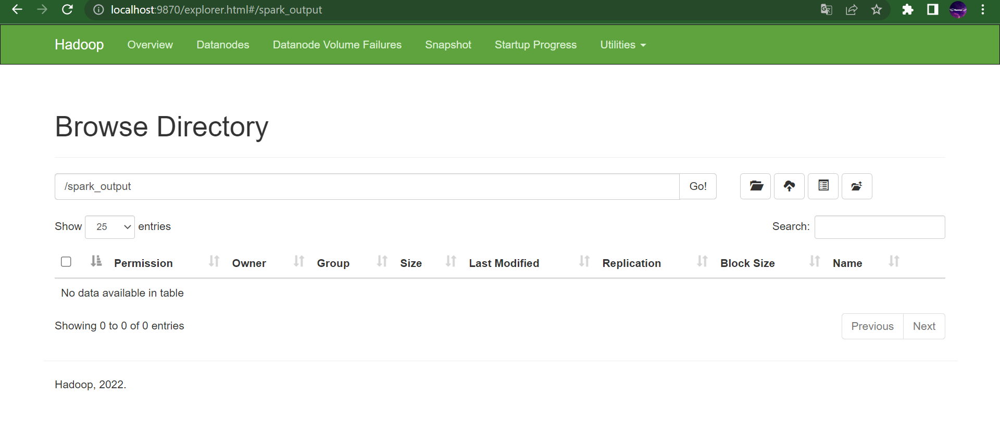 localhost:9870/explorer.html#/spark_output
Hadoop Overview Datanodes Datanode Volume Failures Snapshot Startup Progress Utilities
Browse Directory
/spark_output Go!
Show 25 entries Search:
Permission Owner Group Size Last Modified Replication Block Size Name
No data available in table
Showing 0 to 0 of 0 entries Previous Next
Hadoop, 2022.